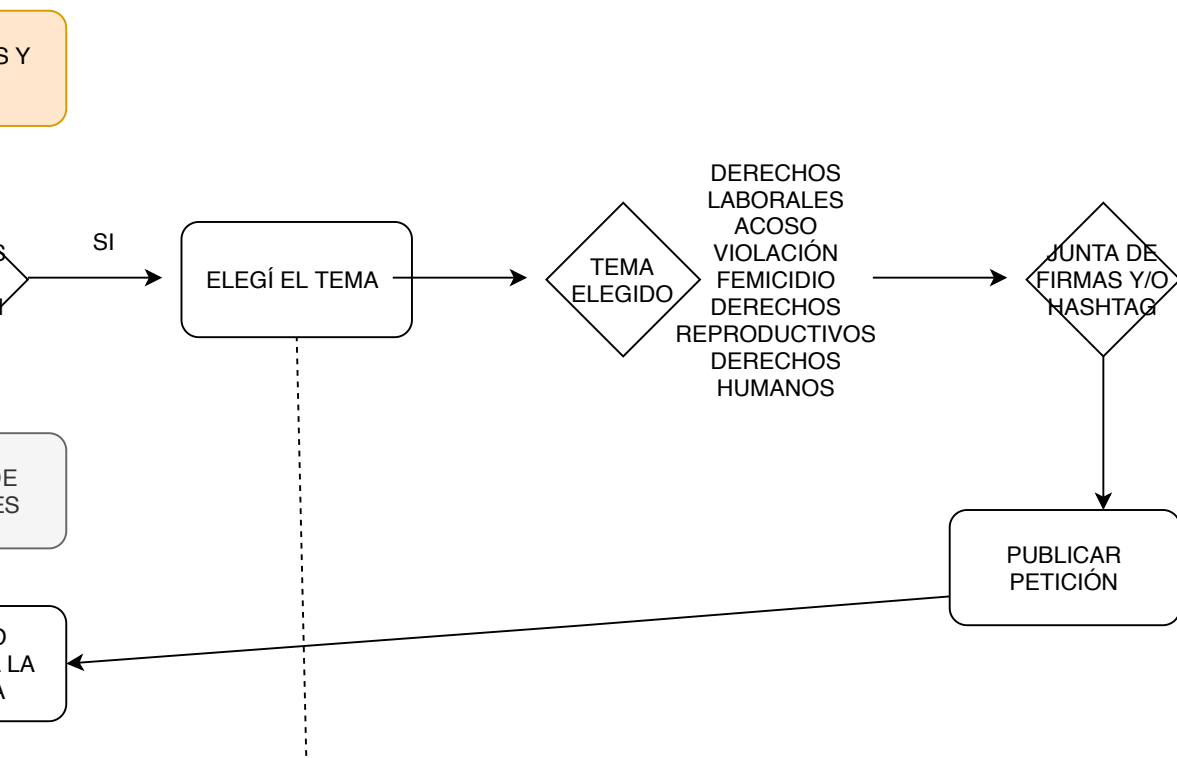 S Y
SI
ELEGÍ EL TEMA
TEMA
ELEGIDO
DERECHOS
LABORALES
ACOSO
VIOLACIÓN
FEMICIDIO
DERECHOS
REPRODUCTIVOS
DERECHOS
HUMANOS
JUNTA DE
FIRMAS Y/O
HASHTAG
ES
PUBLICAR
PETICIÓN
LA